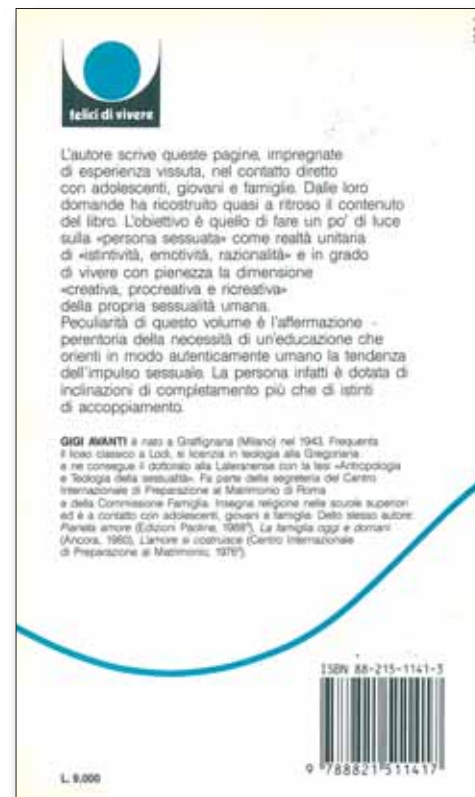 felici di vivere
L'autore scrive queste pagine, impregnate
di esperienza vissuta, nel contatto diretto
con adolescenti, giovani e famiglie. Dalle loro
domande ha ricostruito quasi a ritroso il contenuto
del libro. L'obiettivo è quello di fare un po' di luce
sulla «persona sessuata» come realtà unitaria
di «istintività, emotività, razionalità» e in grado
di vivere con pienezza la dimensione
«creativa, procreativa e ricreativa»
della propria sessualità umana.
Peculiarità di questo volume è l'affermazione -
perentoria della necessità di un'educazione che
orienti in modo autenticamente umano la tendenza
dell'impulso sessuale. La persona infatti è dotata di
inclinazioni di completamento più che di istinti
di accoppiamento.
GIGI AVANTI è nato a Graffignana (Milano) nel 1943. Frequenta
il liceo classico a Lodi, si licenzia in teologia alla Gregoriana
e ne consegue il dottorato alla Lateranense con la tesi «Antropologia
e Teologia della sessualità». Fa parte della segreteria del Centro
Internazionale di Preparazione al Matrimonio di Roma
e della Commissione Famiglia. Insegna religione nelle scuole superiori
ed è a contatto con adolescenti, giovani e famiglie. Dello stesso autore:
Pianeta amore (Edizioni Paoline, 1988), La famiglia oggi e domani
(Ancora, 1980), L'amore si costruisce (Centro Internazionale
di Preparazione al Matrimonio, 1976).
ISBN 88-215-1141-3
9 788821 511417
L. 9.000